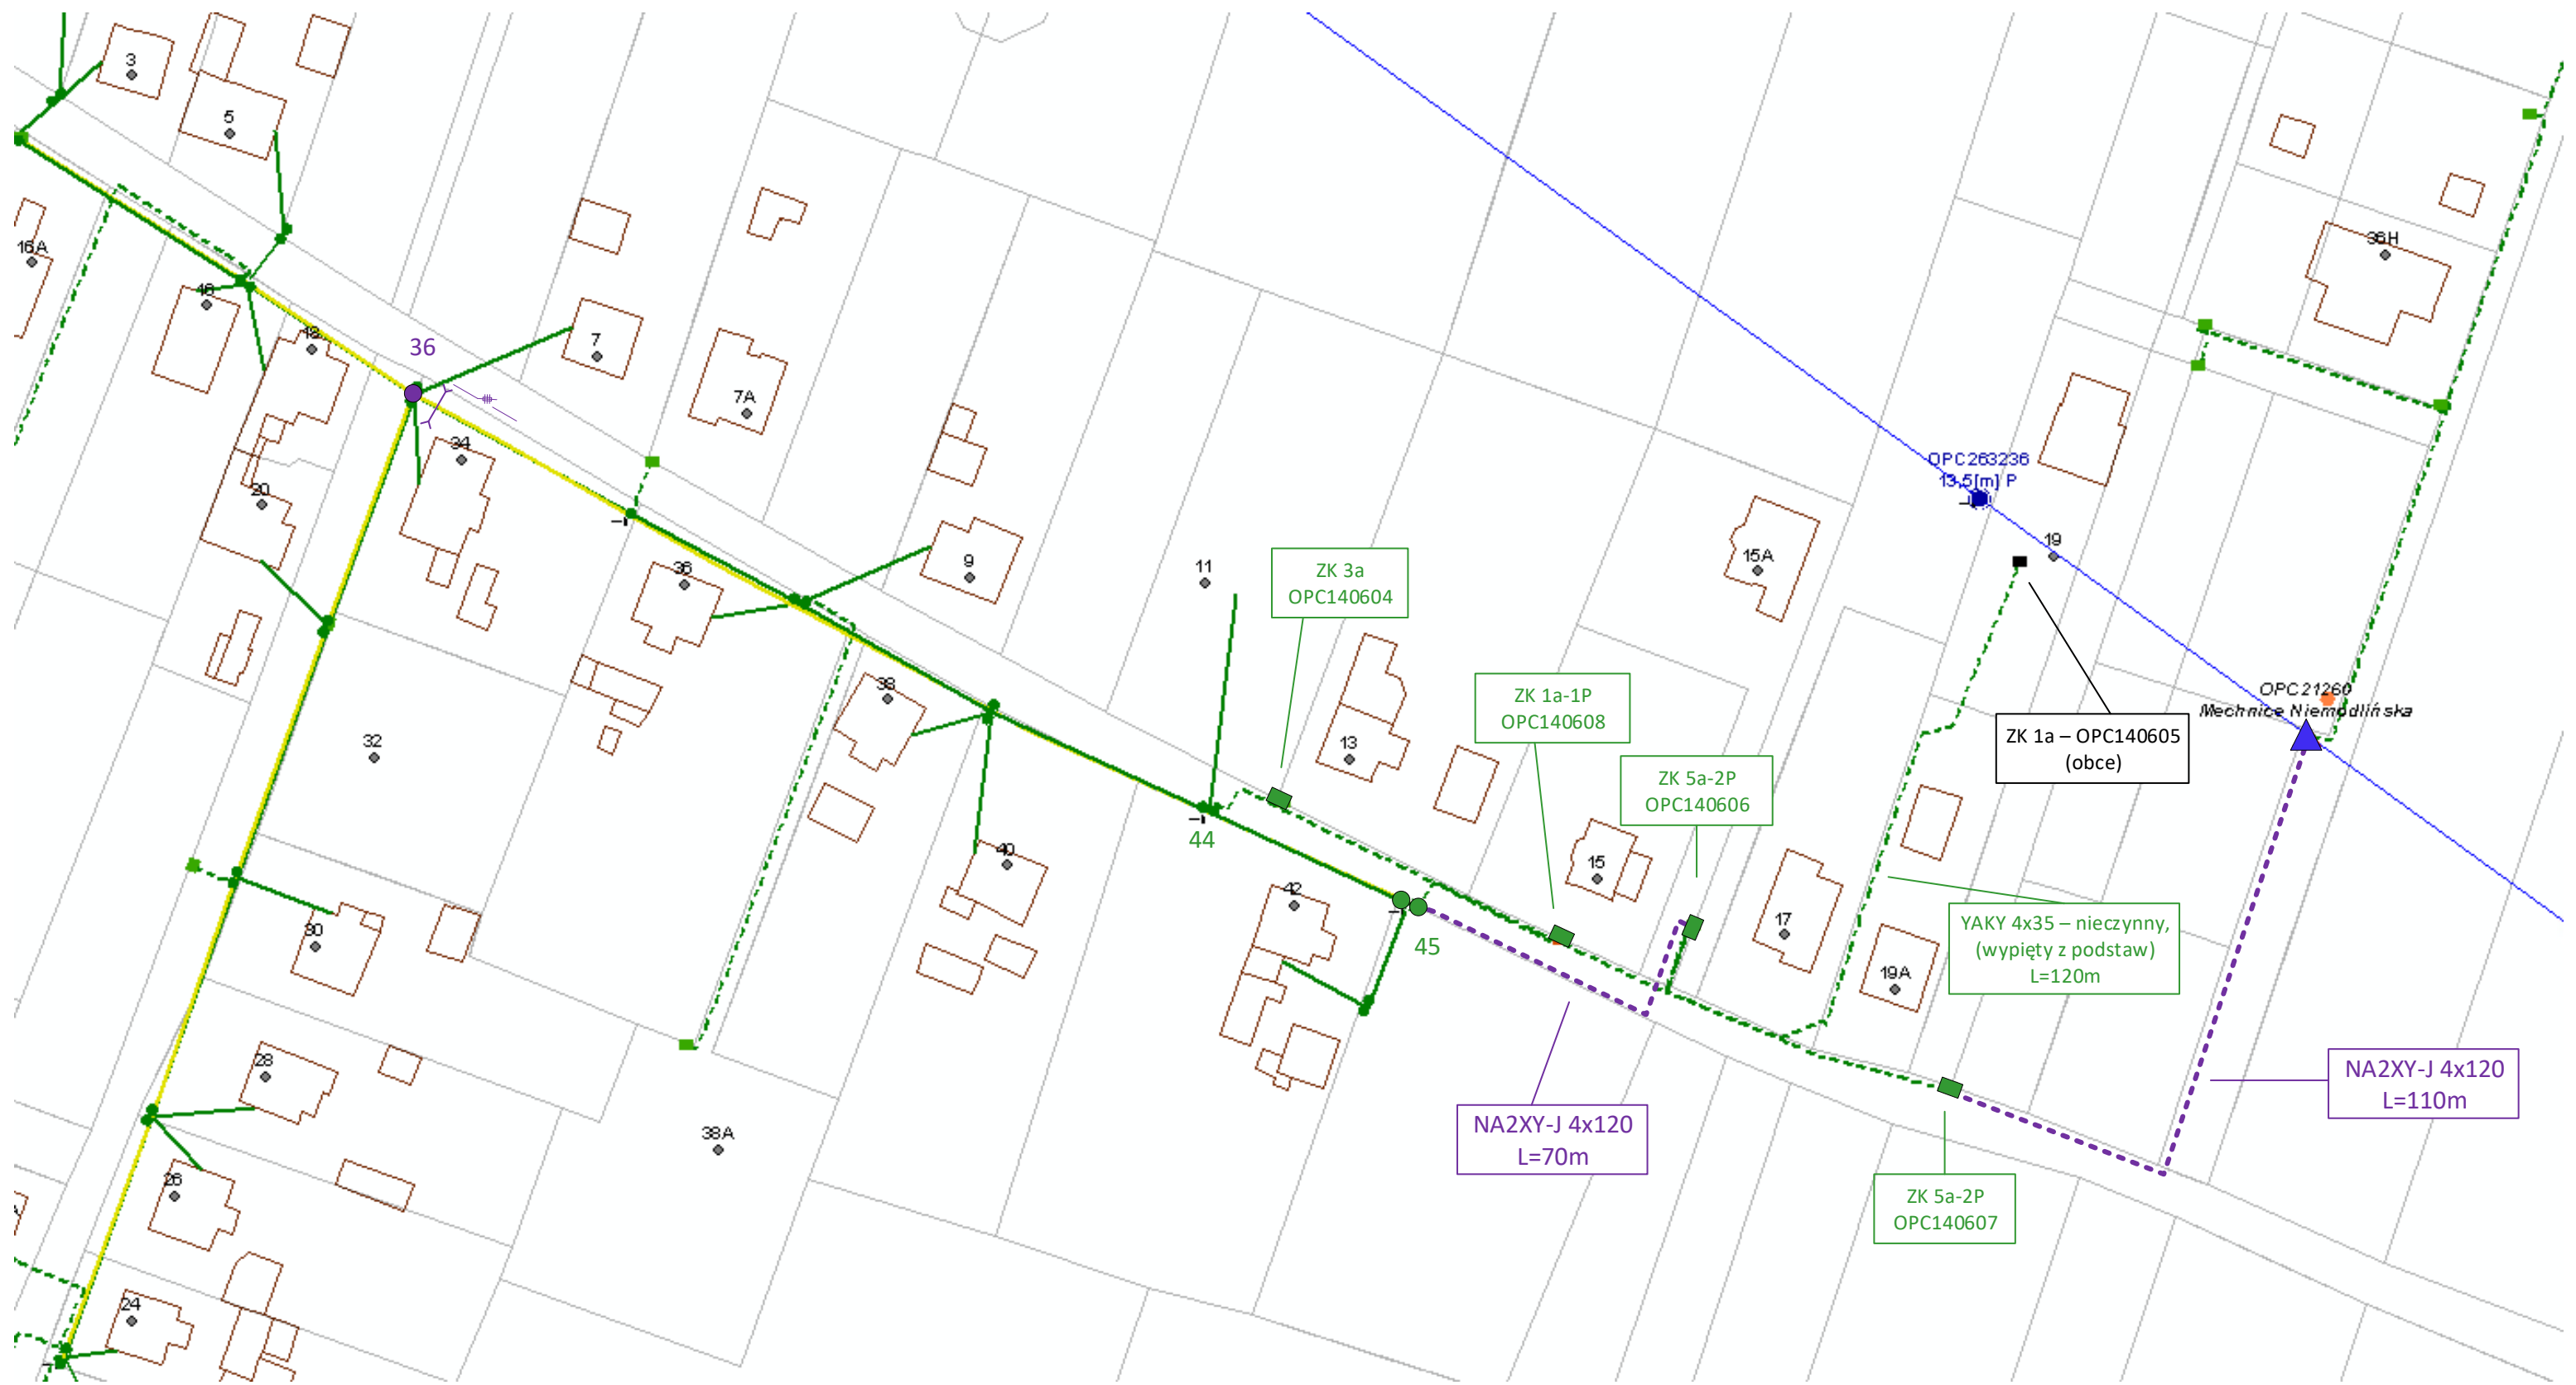 3
5
16A
16
18
36
7
7A
36H
34
20
OPC263236
13,5[m] P
19
36
9
11
ZK 3a
OPC140604
15A
38
32
13
ZK 1a-1P
OPC140608
ZK 5a-2P
OPC140606
OPC21260
Mechnice Niemodlińska
ZK 1a – OPC140605
(obce)
44
40
42
15
17
30
45
YAKY 4x35 – nieczynny,
(wypięty z podstaw)
L=120m
19A
28
NA2XY-J 4x120
L=110m
NA2XY-J 4x120
L=70m
38A
26
ZK 5a-2P
OPC140607
24